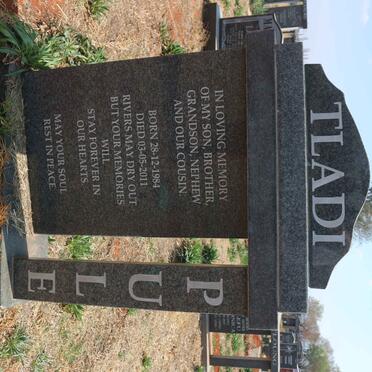 TLADI
IN LOVING MEMORY
OF MY SON, BROTHER,
GRANDSON, NEPHEW
AND OUR COUSIN
BORN 28-12-1984
DIED 03-05-2011
RIVERS MAY DRY OUT
BUT YOUR MEMORIES
WILL
STAY FOREVER IN
OUR HEARTS
MAY YOUR SOUL
REST IN PEACE
PULE